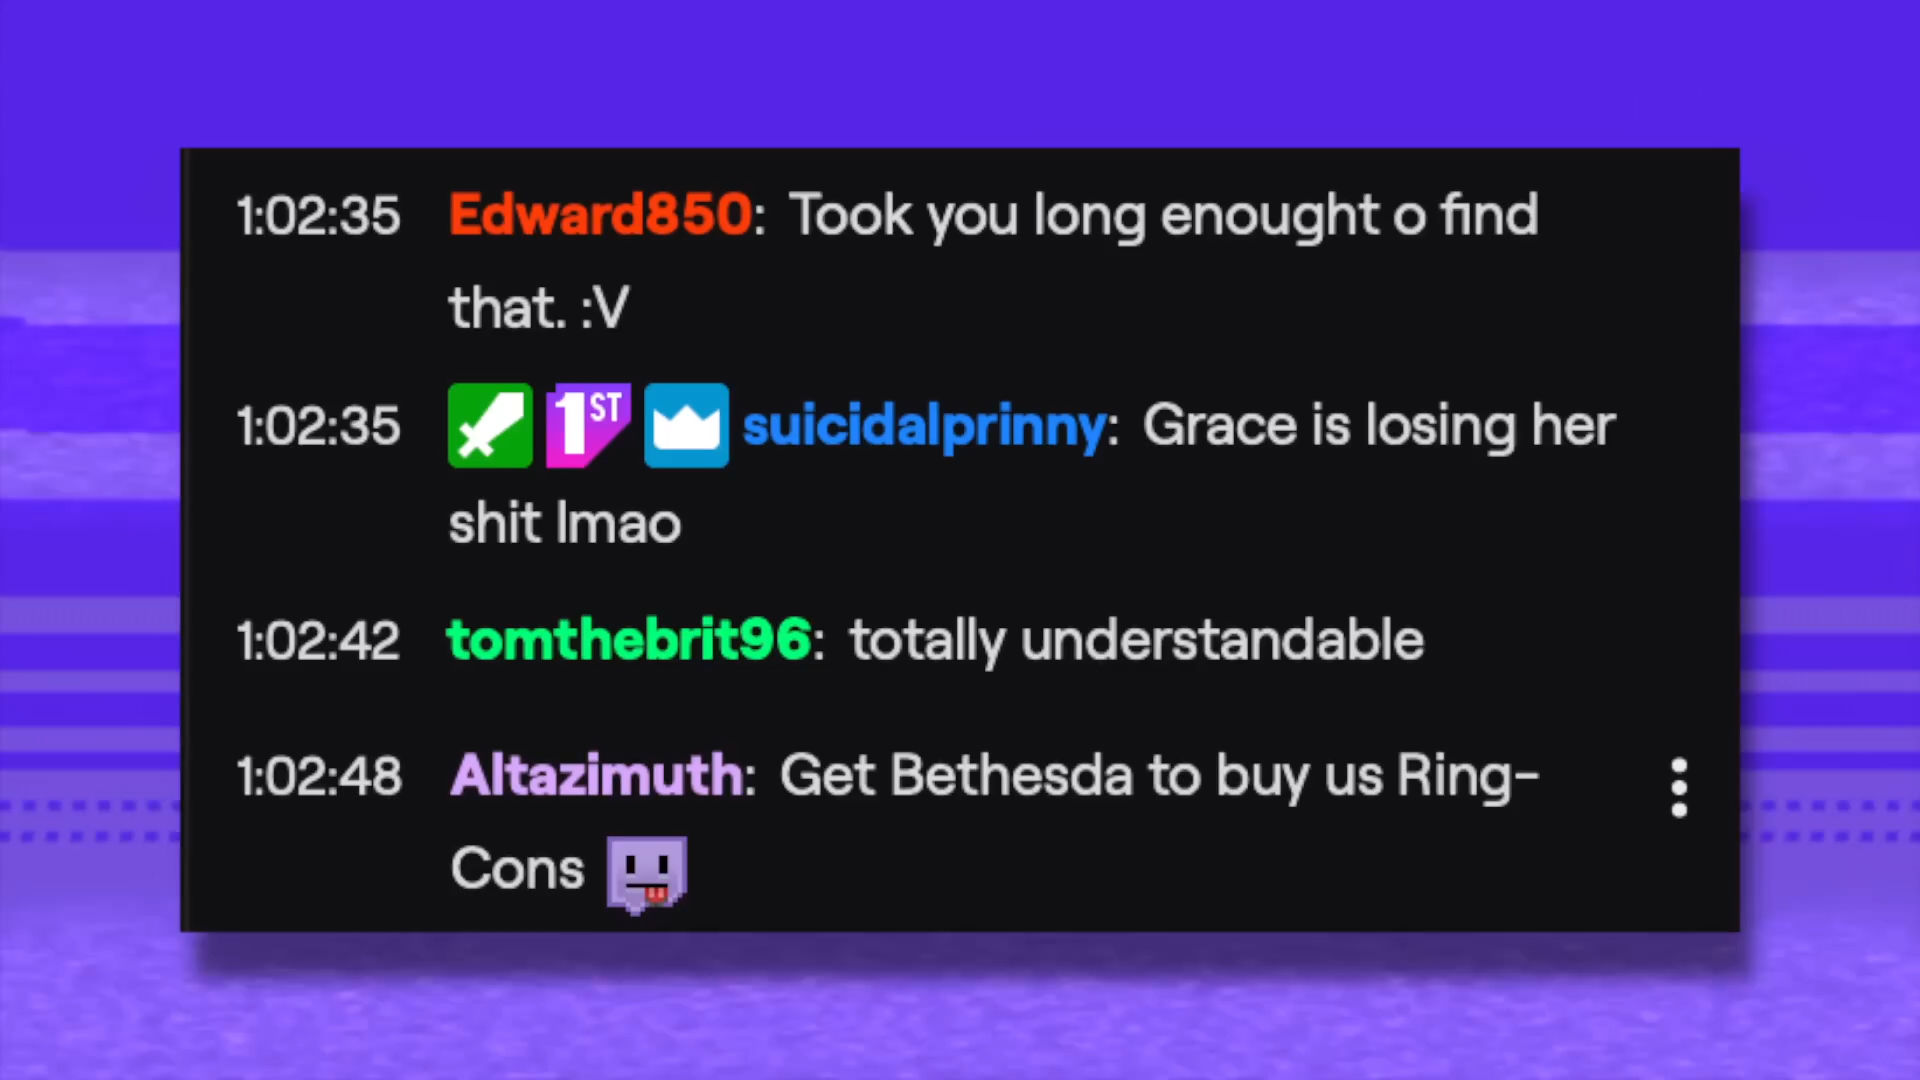 1:02:35 Edward850: Took you long enought o find
that. :V
1:02:35 1ST suicidalprinny: Grace is losing her
shit lmao
1:02:42 tomthebrit96: totally understandable
1:02:48 Altazimuth: Get Bethesda to buy us Ring-
Cons